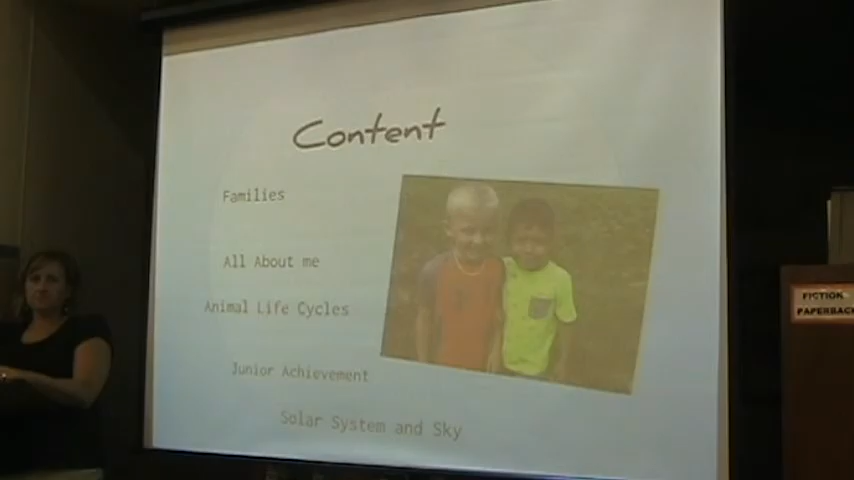 Content
Families
All About me
Animal Life Cycles
Junior Achievement
Solar System and Sky
FICTION
PAPERBACK